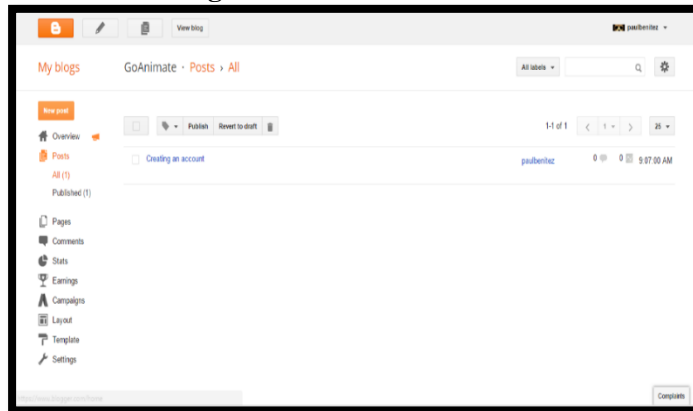 View blog
paulbenitez
My blogs
GoAnimate · Posts › All
All labels
New post
Publish Revert to draft
1-1 of 1
1
25
Overview
Creating an account
paulbenitez
0
0
9:07:00 AM
Posts
All (1)
Published (1)
Pages
Comments
Stats
Earnings
Campaigns
Layout
Template
Settings
https://www.blogger.com/home
Complaints